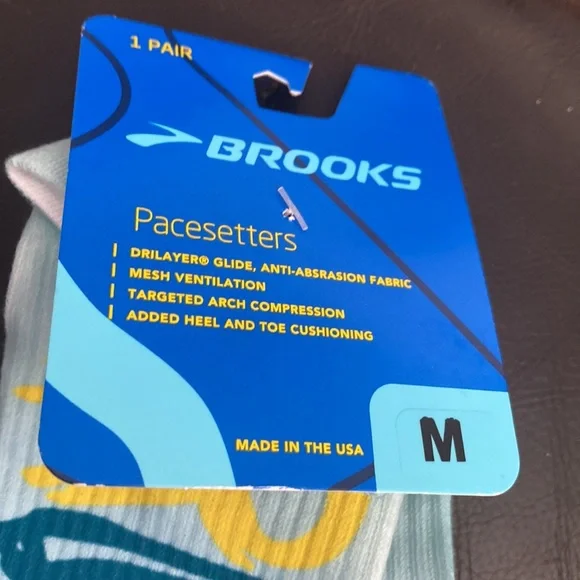 1 PAIR
BROOKS
Pacesetters
DRILAYER® GLIDE, ANTI-ABSRASION FABRIC
MESH VENTILATION
TARGETED ARCH COMPRESSION
ADDED HEEL AND TOE CUSHIONING
MADE IN THE USA
M